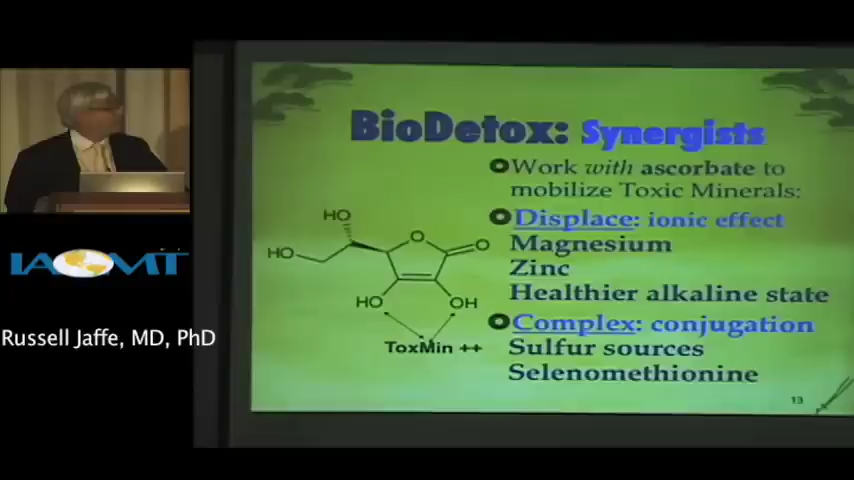 BioDetox: Synergists
Work with ascorbate to
mobilize Toxic Minerals:
Displace: ionic effect
Magnesium
Zinc
Healthier alkaline state
Complex: conjugation
Sulfur sources
Selenomethionine
HO
HO
O
O
HO
OH
ToxMin ++
13
IAOMT
Russell Jaffe, MD, PhD